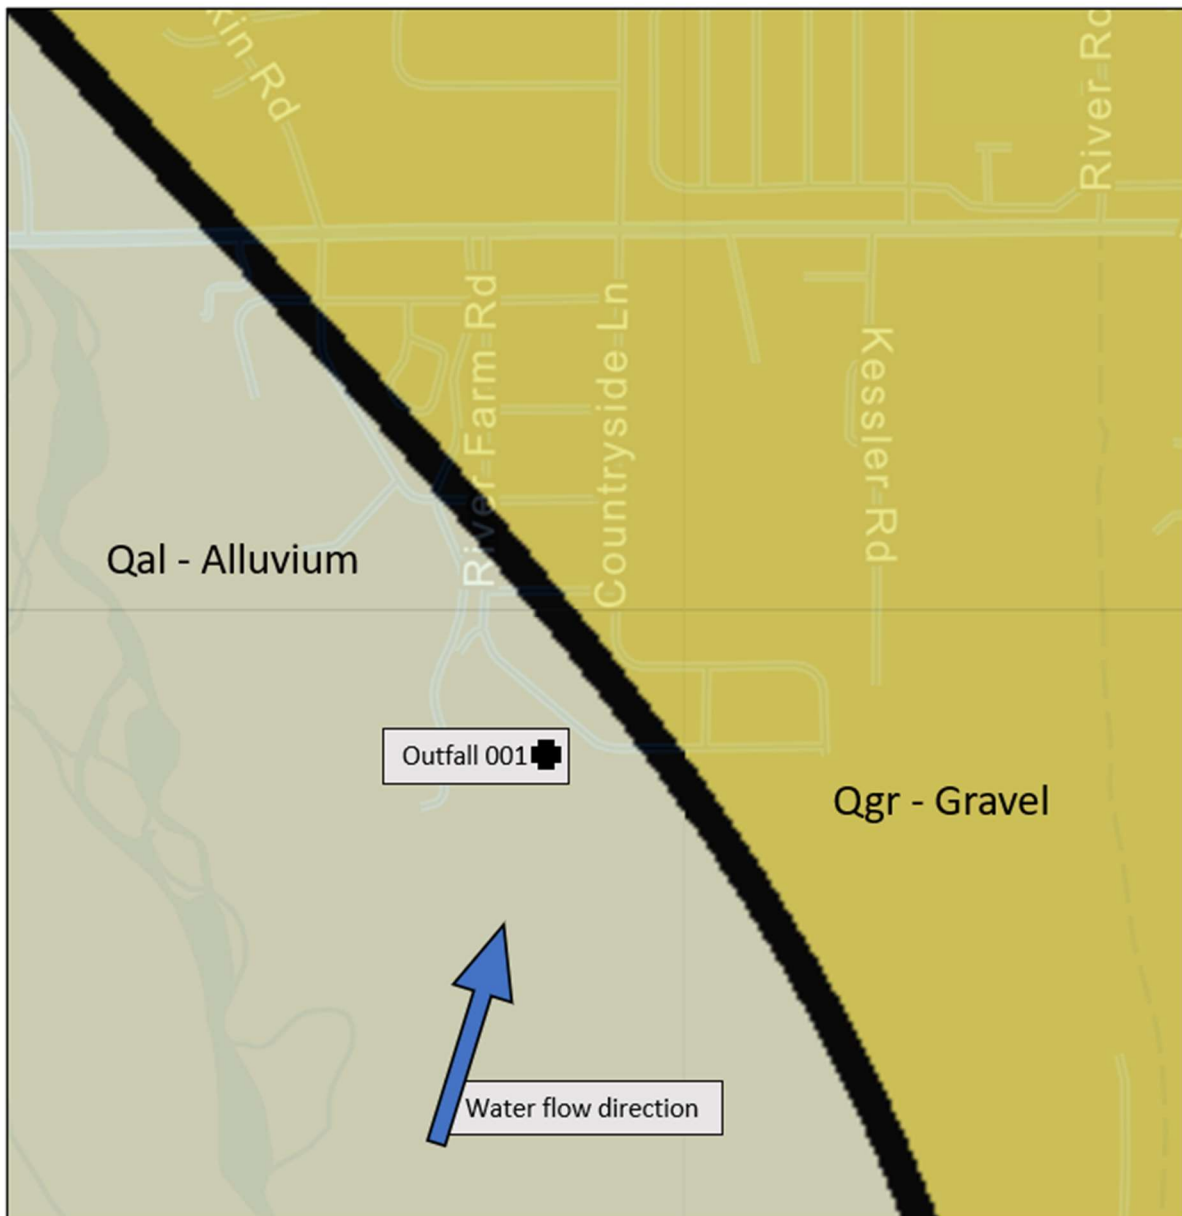 kin Rd
River Rd
River Farm Rd
Countryside Ln
Kessler Rd
Qal - Alluvium
Outfall 001
Qgr - Gravel
Water flow direction